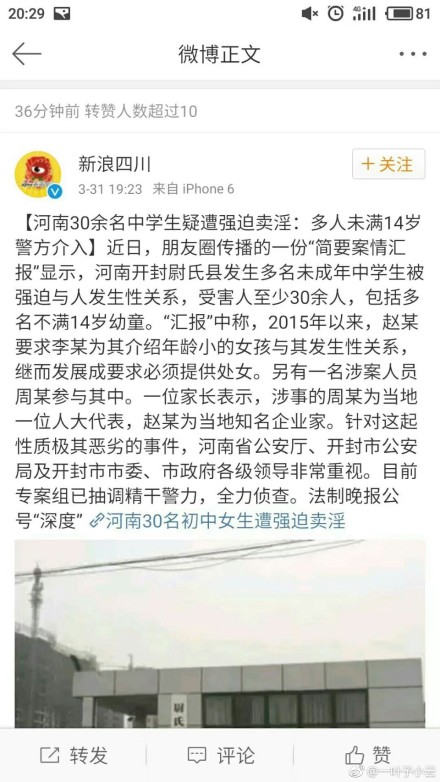 20:29
4G
81
微博正文
36分钟前 转赞人数超过10
新浪四川
+关注
3-31 19:23 来自 iPhone 6
【河南30余名中学生疑遭强迫卖淫：多人未满14岁
警方介入】近日，朋友圈传播的一份“简要案情汇
报”显示，河南开封尉氏县发生多名未成年中学生被
强迫与人发生性关系，受害人至少30余人，包括多
名不满14岁幼童。“汇报”中称，2015年以来，赵某
要求李某为其介绍年龄小的女孩与其发生性关系，
继而发展成要求必须提供处女。另有一名涉案人员
周某参与其中。一位家长表示，涉事的周某为当地
一位人大代表，赵某为当地知名企业家。针对这起
性质极其恶劣的事件，河南省公安厅、开封市公安
局及开封市市委、市政府各级领导非常重视。目前
专案组已抽调精干警力，全力侦查。法制晚报公
号“深度” 河南30名初中女生遭强迫卖淫
尉氏
转发
评论
赞
@一叶子小芸